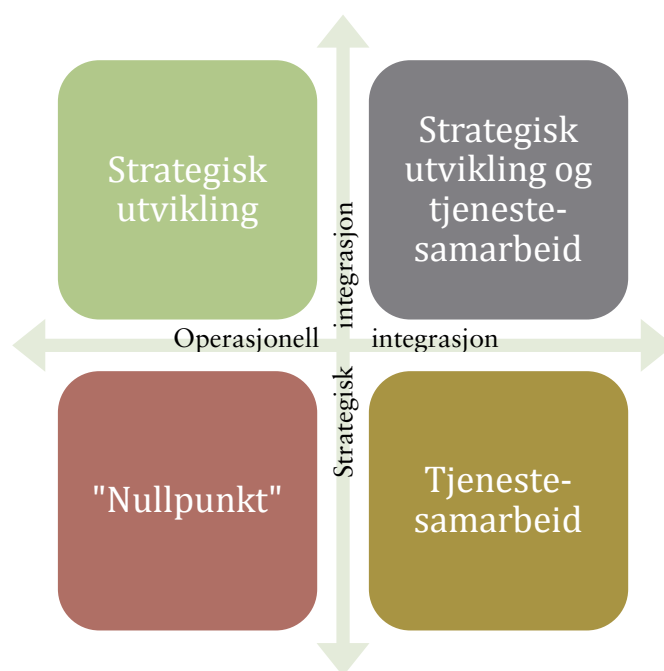 Strategisk
utvikling
Strategisk
utvikling og
tjeneste-
samarbeid
Operasjonell integrasjon
Strategisk integrasjon
"Nullpunkt"
Tjeneste-
samarbeid